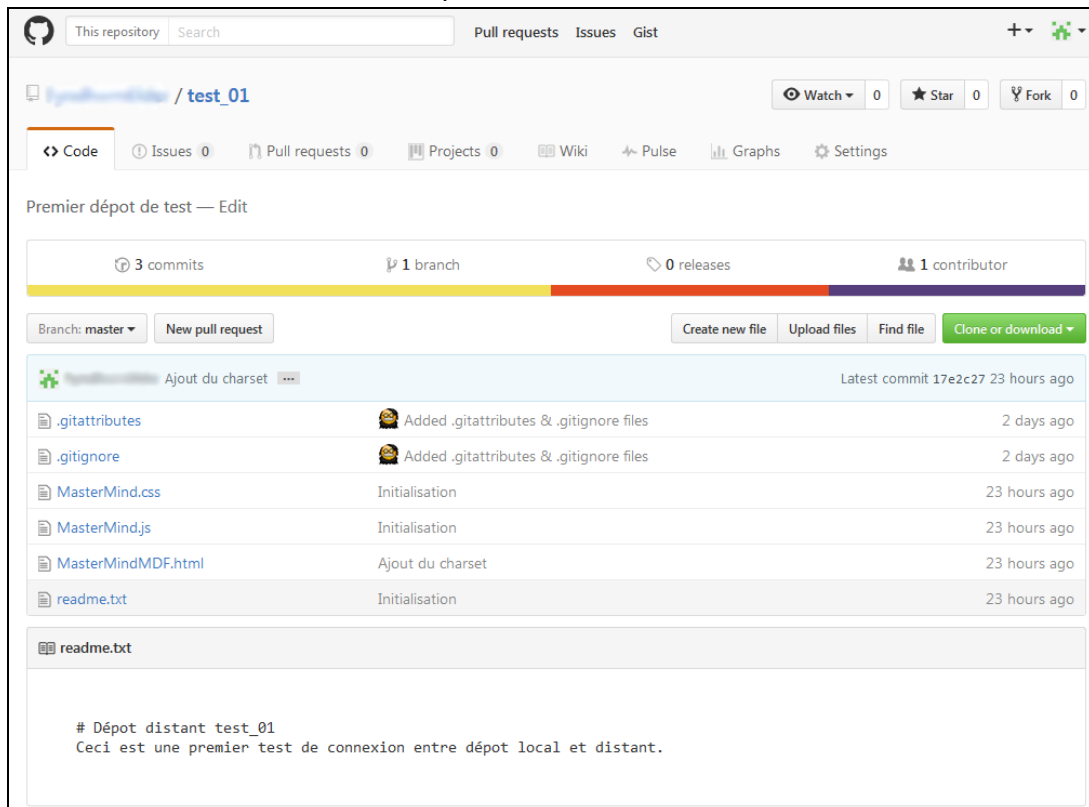 This repository Search Pull requests Issues Gist
/ test_01 Watch 0 Star 0 Fork 0
Code Issues 0 Pull requests 0 Projects 0 Wiki Pulse Graphs Settings
Premier dépot de test — Edit
3 commits 1 branch 0 releases 1 contributor
Branch: master New pull request Create new file Upload files Find file Clone or download
Ajout du charset ... Latest commit 17e2c27 23 hours ago
.gitattributes Added .gitattributes & .gitignore files 2 days ago
.gitignore Added .gitattributes & .gitignore files 2 days ago
MasterMind.css Initialisation 23 hours ago
MasterMind.js Initialisation 23 hours ago
MasterMindMDF.html Ajout du charset 23 hours ago
readme.txt Initialisation 23 hours ago
readme.txt
# Dépot distant test_01
Ceci est une premier test de connexion entre dépot local et distant.